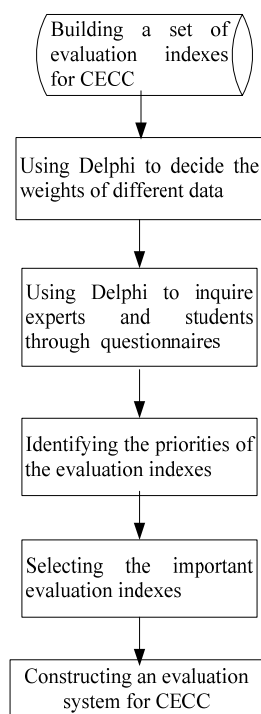 Building a set of
evaluation indexes
for CECC
Using Delphi to decide the
weights of different data
Using Delphi to inquire
experts and students
through questionnaires
Identifying the priorities of
the evaluation indexes
Selecting the important
evaluation indexes
Constructing an evaluation
system for CECC